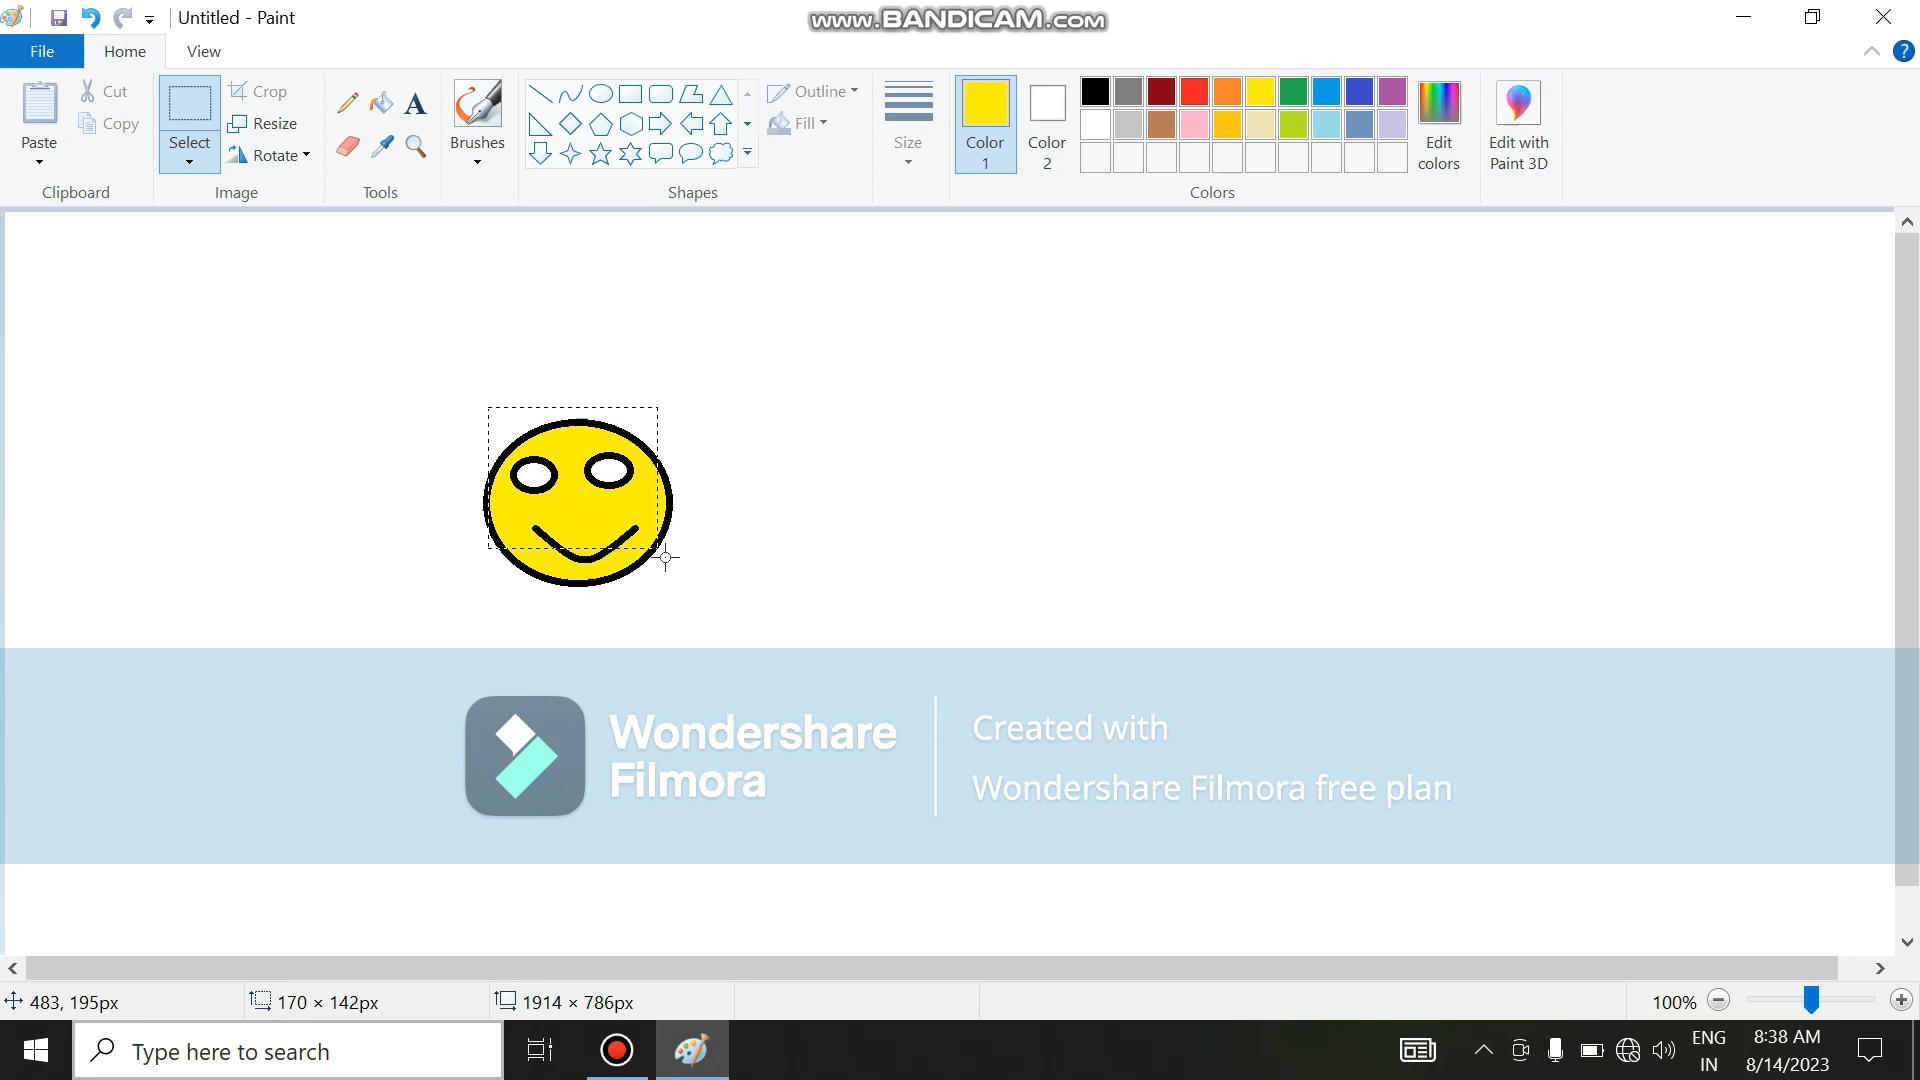 Untitled - Paint
www.BANDICAM.com
File
Home
View
?
Paste
Cut
Copy
Clipboard
Select
Crop
Resize
Rotate
Image
A
Tools
Brushes
Shapes
Outline
Fill
Size
Color
1
Color
2
Colors
Edit
colors
Edit with
Paint 3D
Wondershare
Filmora
Created with
Wondershare Filmora free plan
483, 195px
170 × 142px
1914 × 786px
100%
Type here to search
ENG
IN
8:38 AM
8/14/2023